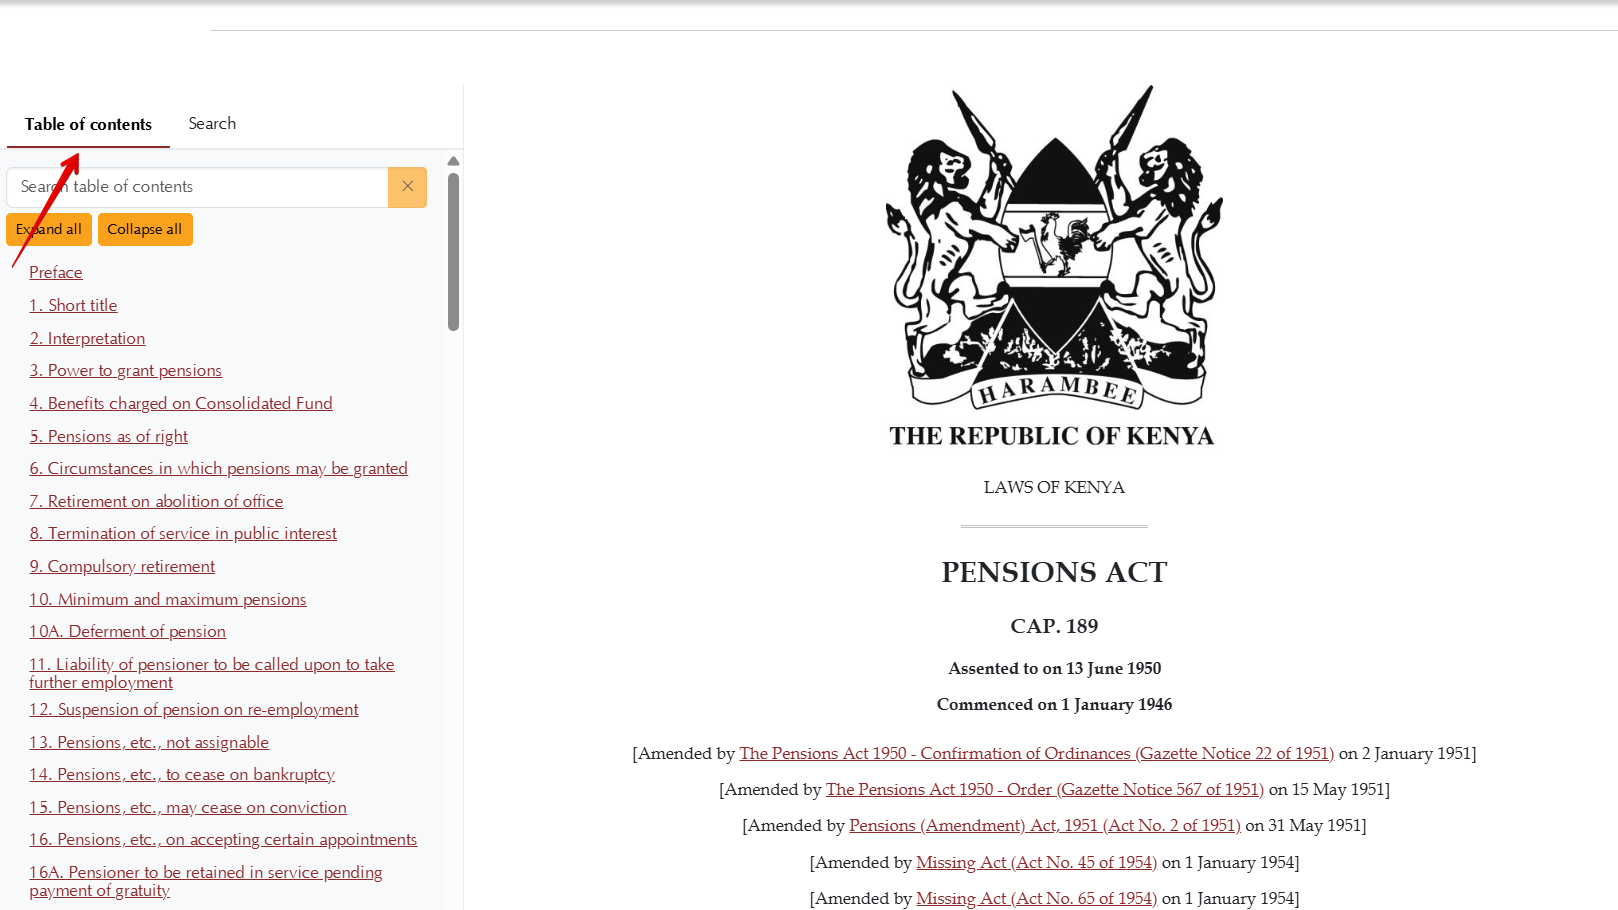 Table of contents
Search
Search table of contents
Expand all
Collapse all
Preface
1. Short title
2. Interpretation
3. Power to grant pensions
4. Benefits charged on Consolidated Fund
5. Pensions as of right
6. Circumstances in which pensions may be granted
7. Retirement on abolition of office
8. Termination of service in public interest
9. Compulsory retirement
10. Minimum and maximum pensions
10A. Deferment of pension
11. Liability of pensioner to be called upon to take
further employment
12. Suspension of pension on re-employment
13. Pensions, etc., not assignable
14. Pensions, etc., to cease on bankruptcy
15. Pensions, etc., may cease on conviction
16. Pensions, etc., on accepting certain appointments
16A. Pensioner to be retained in service pending
payment of gratuity
HARAMBEE
THE REPUBLIC OF KENYA
LAWS OF KENYA
PENSIONS ACT
CAP. 189
Assented to on 13 June 1950
Commenced on 1 January 1946
[Amended by The Pensions Act 1950 - Confirmation of Ordinances (Gazette Notice 22 of 1951) on 2 January 1951]
[Amended by The Pensions Act 1950 - Order (Gazette Notice 567 of 1951) on 15 May 1951]
[Amended by Pensions (Amendment) Act, 1951 (Act No. 2 of 1951) on 31 May 1951]
[Amended by Missing Act (Act No. 45 of 1954) on 1 January 1954]
[Amended by Missing Act (Act No. 65 of 1954) on 1 January 1954]